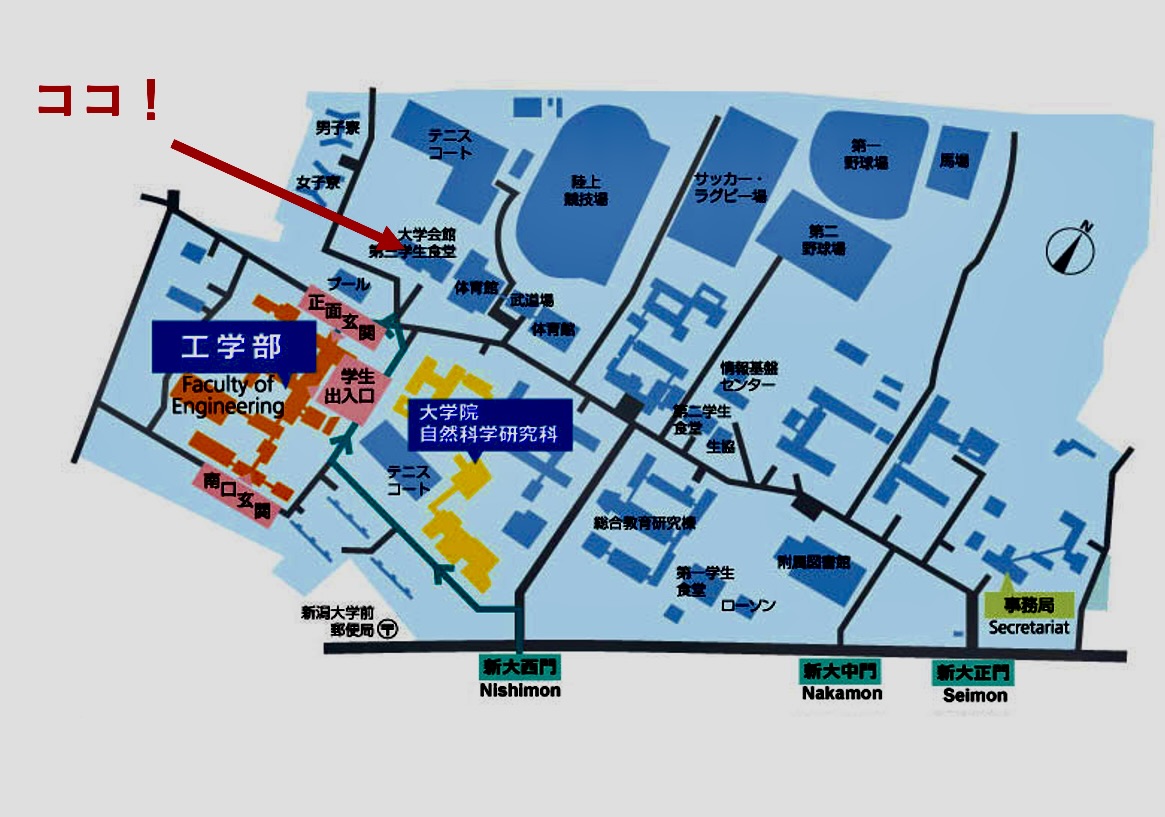 ココ！
男子寮
女子寮
テニス
コート
陸上
競技場
サッカー・
ラグビー場
第一
野球場
馬場
第二
野球場
N
大学会館
第三学生食堂
プール
体育館
武道場
体育館
正面玄関
工学部
Faculty of
Engineering
学生
出入口
南口玄関
大学院
自然科学研究科
テニス
コート
情報基盤
センター
第二学生
食堂
生協
総合教育研究棟
第一学生
食堂
ローソン
附属図書館
事務局
Secretariat
新潟大学前
郵便局
新大西門
Nishimon
新大中門
Nakamon
新大正門
Seimon